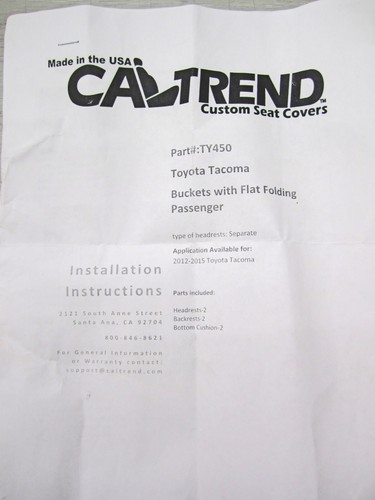 Made in the USA
CALTREND™
Custom Seat Covers
Part#:TY450
Toyota Tacoma
Buckets with Flat Folding
Passenger
type of headrests: Separate
Application Available for:
2012-2015 Toyota Tacoma
Installation
Instructions
2121 South Anne Street
Santa Ana, CA 92704
800-846-8621
For General information
or Warranty contact:
support@caltrend.com
Parts Included:
Headrests-2
Backrests-2
Bottom Cushion-2